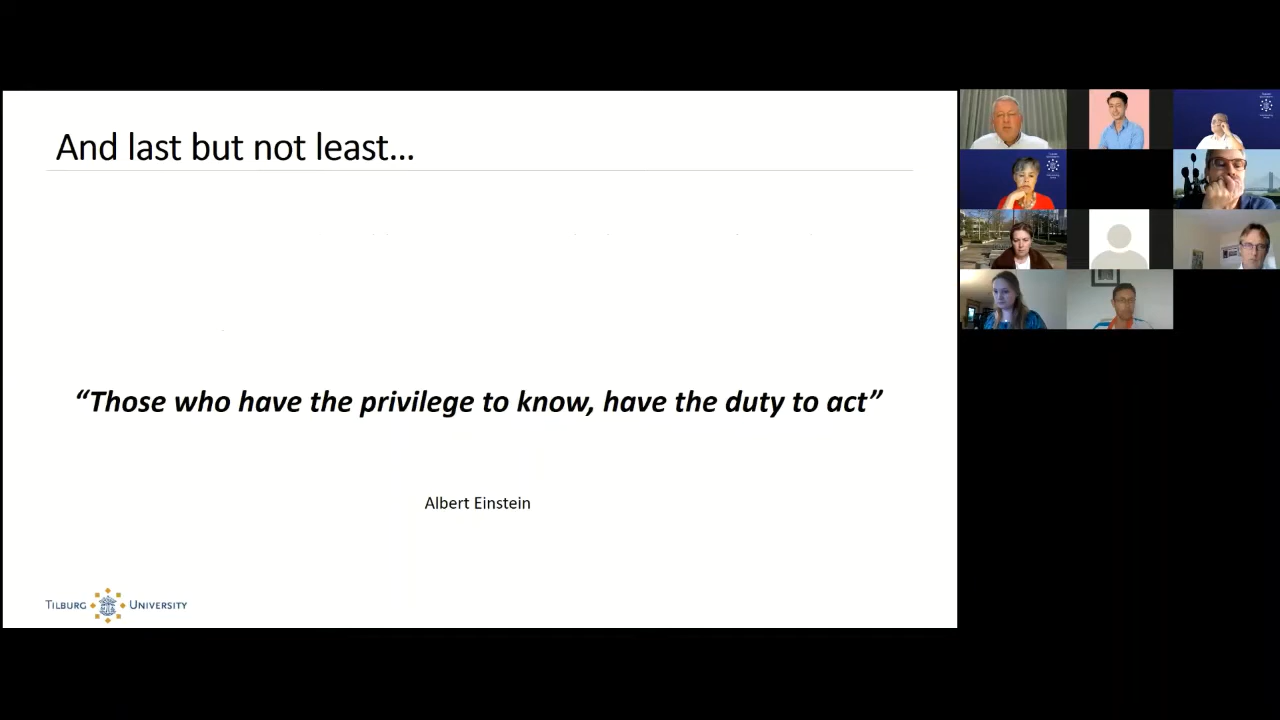 And last but not least...
“Those who have the privilege to know, have the duty to act”
Albert Einstein
TILBURG UNIVERSITY